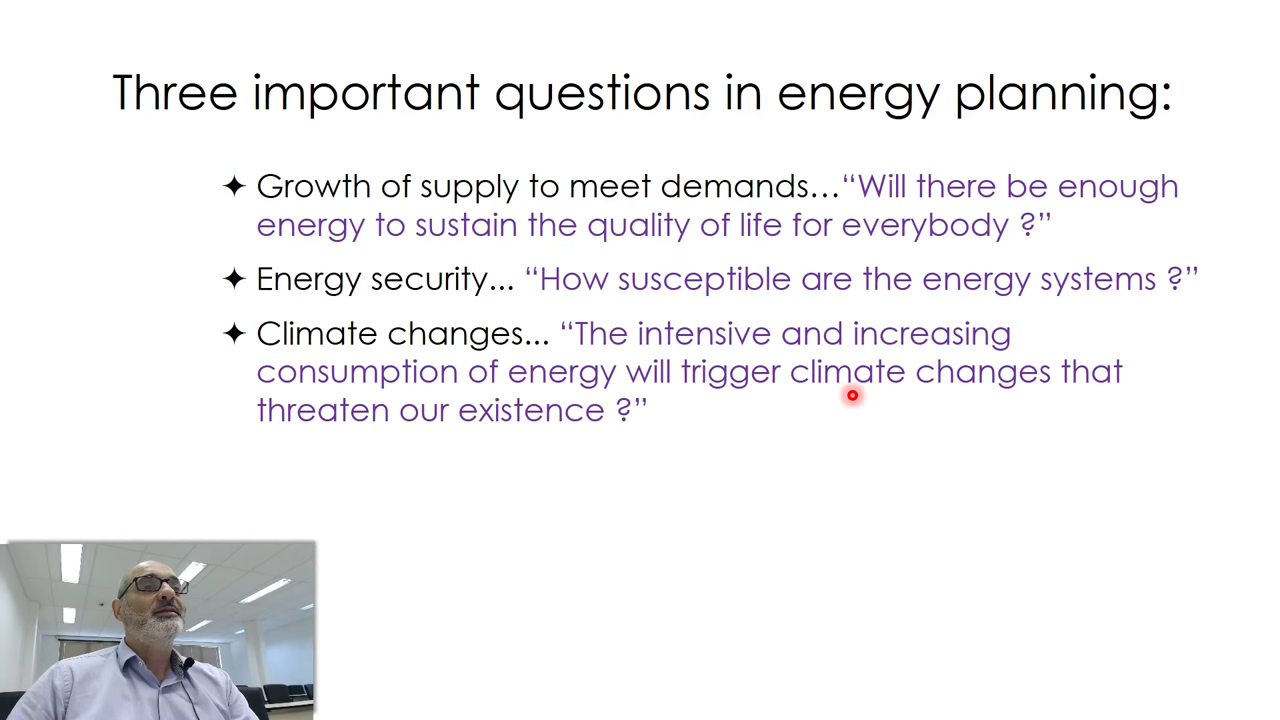 Three important questions in energy planning:
✦ Growth of supply to meet demands…“Will there be enough
energy to sustain the quality of life for everybody ?”
✦ Energy security... “How susceptible are the energy systems ?”
✦ Climate changes... “The intensive and increasing
consumption of energy will trigger climate changes that
threaten our existence ?”